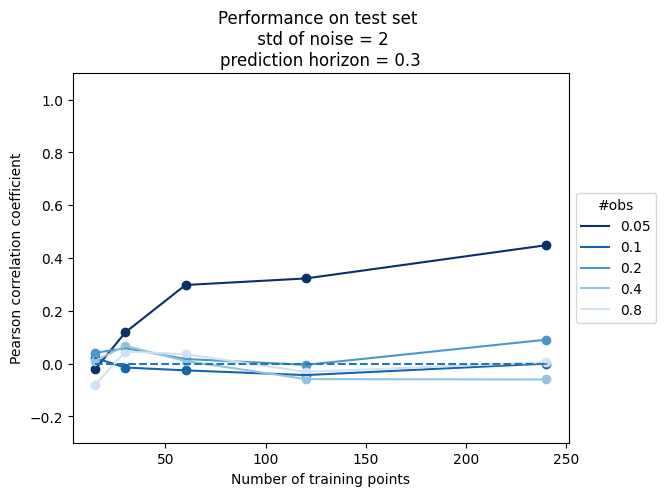 Performance on test set
std of noise = 2
prediction horizon = 0.3
Pearson correlation coefficient
1.0
0.8
0.6
0.4
0.2
0.0
−0.2
50
100
150
200
250
Number of training points
#obs
0.05
0.1
0.2
0.4
0.8